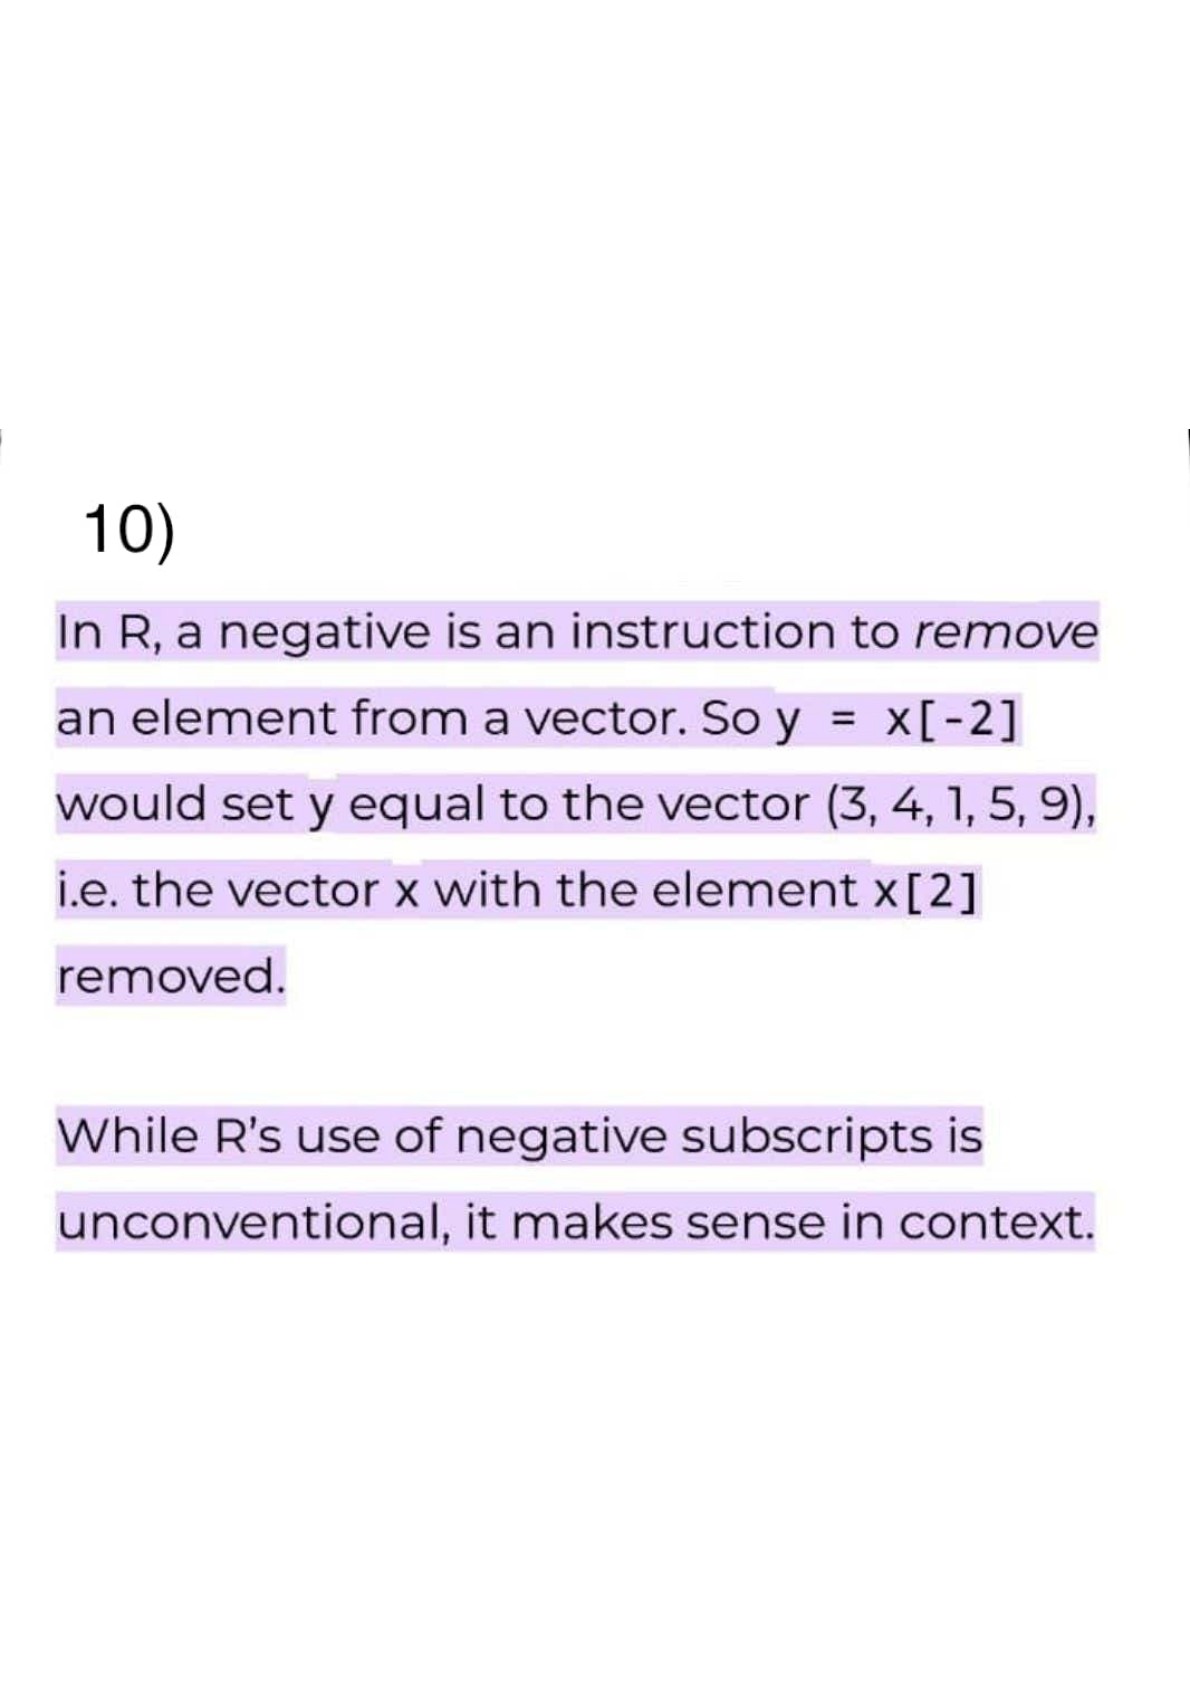 10)
In R, a negative is an instruction to remove
an element from a vector. So y = x[-2]
would set y equal to the vector (3, 4, 1, 5, 9),
i.e. the vector x with the element x[2]
removed.
While R’s use of negative subscripts is
unconventional, it makes sense in context.